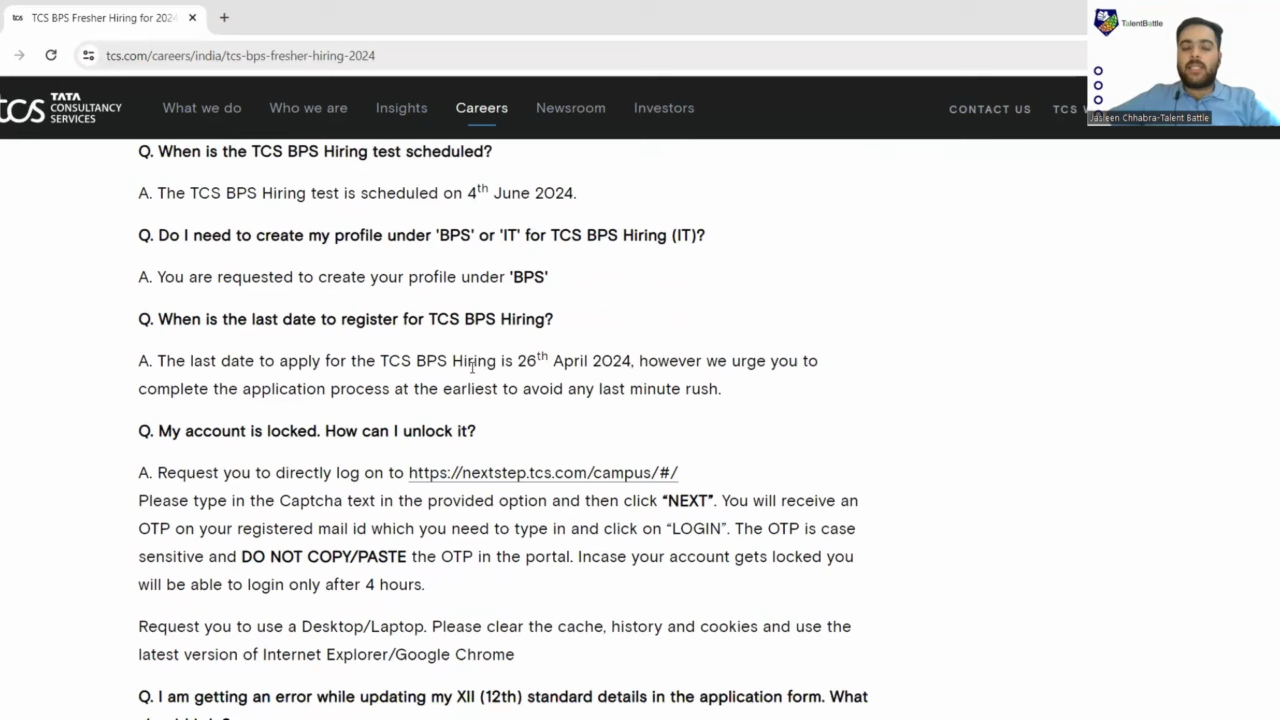 tcs TCS BPS Fresher Hiring for 2024
TalentBattle
tcs.com/careers/india/tcs-bps-fresher-hiring-2024
tcs TATA CONSULTANCY SERVICES
What we do Who we are Insights Careers Newsroom Investors
CONTACT US TCS
Jasleen Chhabra-Talent Battle
Q. When is the TCS BPS Hiring test scheduled?
A. The TCS BPS Hiring test is scheduled on 4th June 2024.
Q. Do I need to create my profile under 'BPS' or 'IT' for TCS BPS Hiring (IT)?
A. You are requested to create your profile under 'BPS'
Q. When is the last date to register for TCS BPS Hiring?
A. The last date to apply for the TCS BPS Hiring is 26th April 2024, however we urge you to
complete the application process at the earliest to avoid any last minute rush.
Q. My account is locked. How can I unlock it?
A. Request you to directly log on to https://nextstep.tcs.com/campus/#/
Please type in the Captcha text in the provided option and then click “NEXT”. You will receive an
OTP on your registered mail id which you need to type in and click on “LOGIN”. The OTP is case
sensitive and DO NOT COPY/PASTE the OTP in the portal. Incase your account gets locked you
will be able to login only after 4 hours.
Request you to use a Desktop/Laptop. Please clear the cache, history and cookies and use the
latest version of Internet Explorer/Google Chrome
Q. I am getting an error while updating my XII (12th) standard details in the application form. What